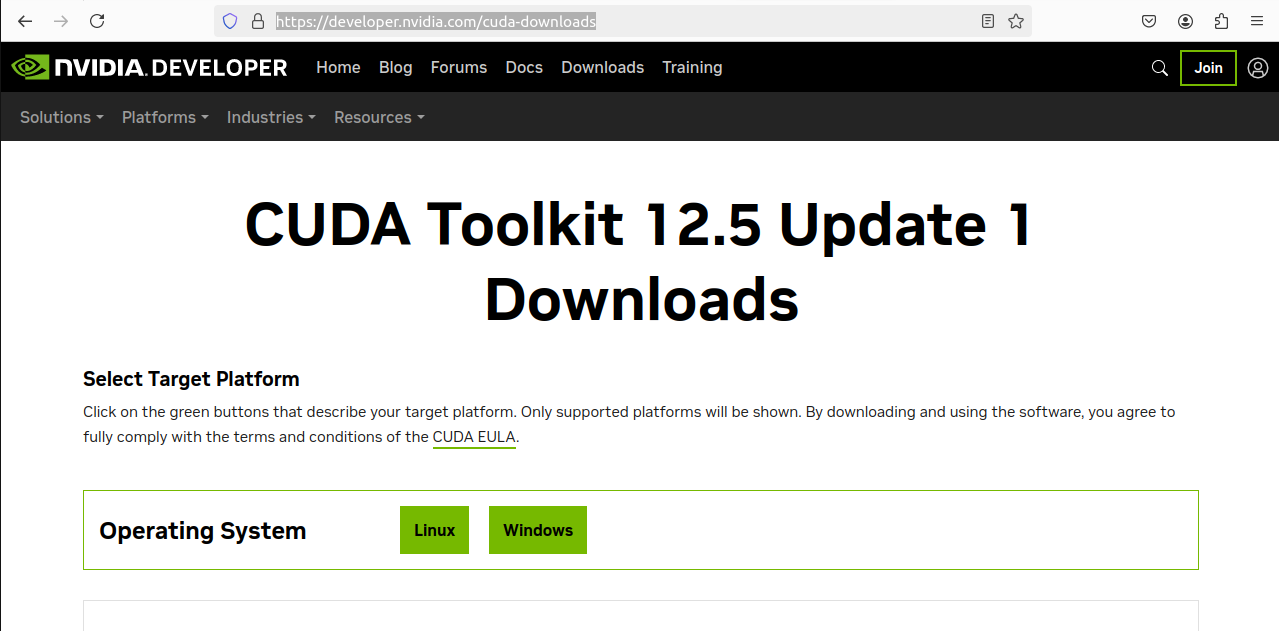 https://developer.nvidia.com/cuda-downloads
NVIDIA. DEVELOPER Home Blog Forums Docs Downloads Training Join
Solutions Platforms Industries Resources
CUDA Toolkit 12.5 Update 1
Downloads
Select Target Platform
Click on the green buttons that describe your target platform. Only supported platforms will be shown. By downloading and using the software, you agree to
fully comply with the terms and conditions of the CUDA EULA.
Operating System Linux Windows